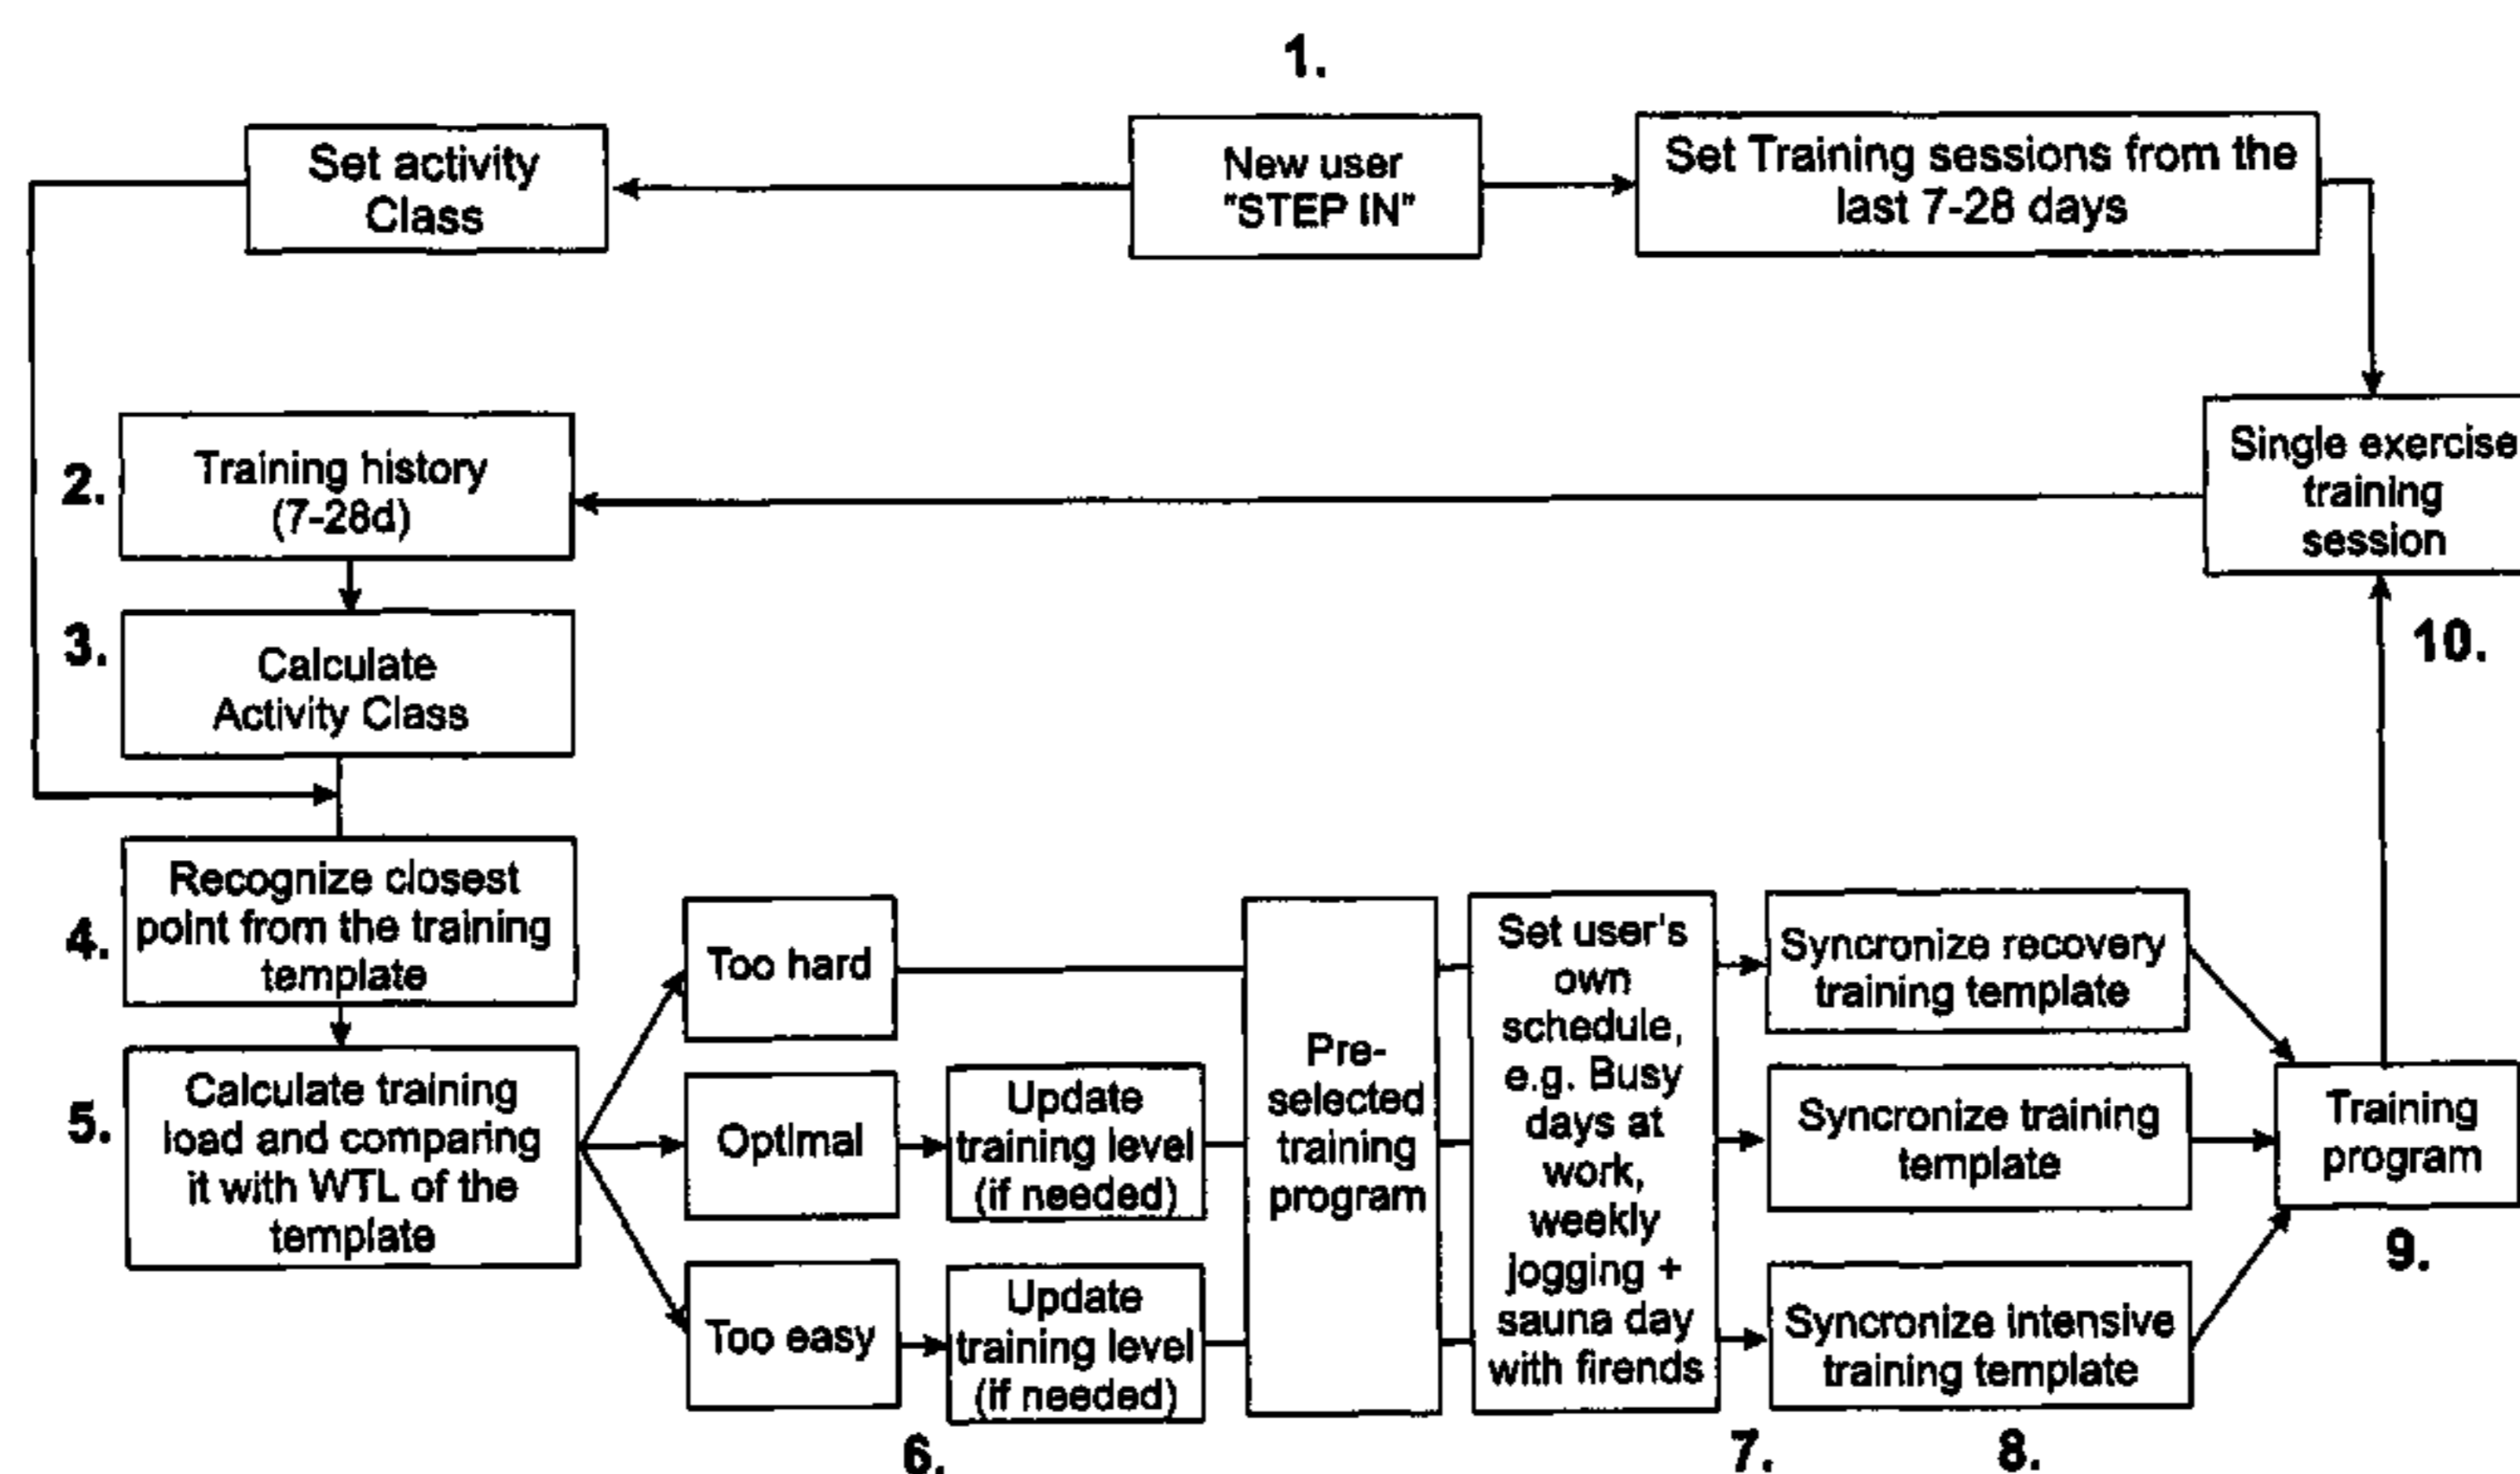 1.
Set activity
Class
New user
"STEP IN"
Set Training sessions from the
last 7-28 days
2.
Training history
(7-28d)
Single exercise
training
session
10.
3.
Calculate
Activity Class
4.
Recognize closest
point from the training
template
5.
Calculate training
load and comparing
it with WTL of the
template
Too hard
Optimal
Update
training level
(if needed)
Too easy
Update
training level
(if needed)
6.
Pre-
selected
training
program
Set user's
own
schedule,
e.g. Busy
days at
work,
weekly
jogging +
sauna day
with firends
7.
Syncronize recovery
training template
Syncronize training
template
Syncronize intensive
training template
8.
Training
program
9.